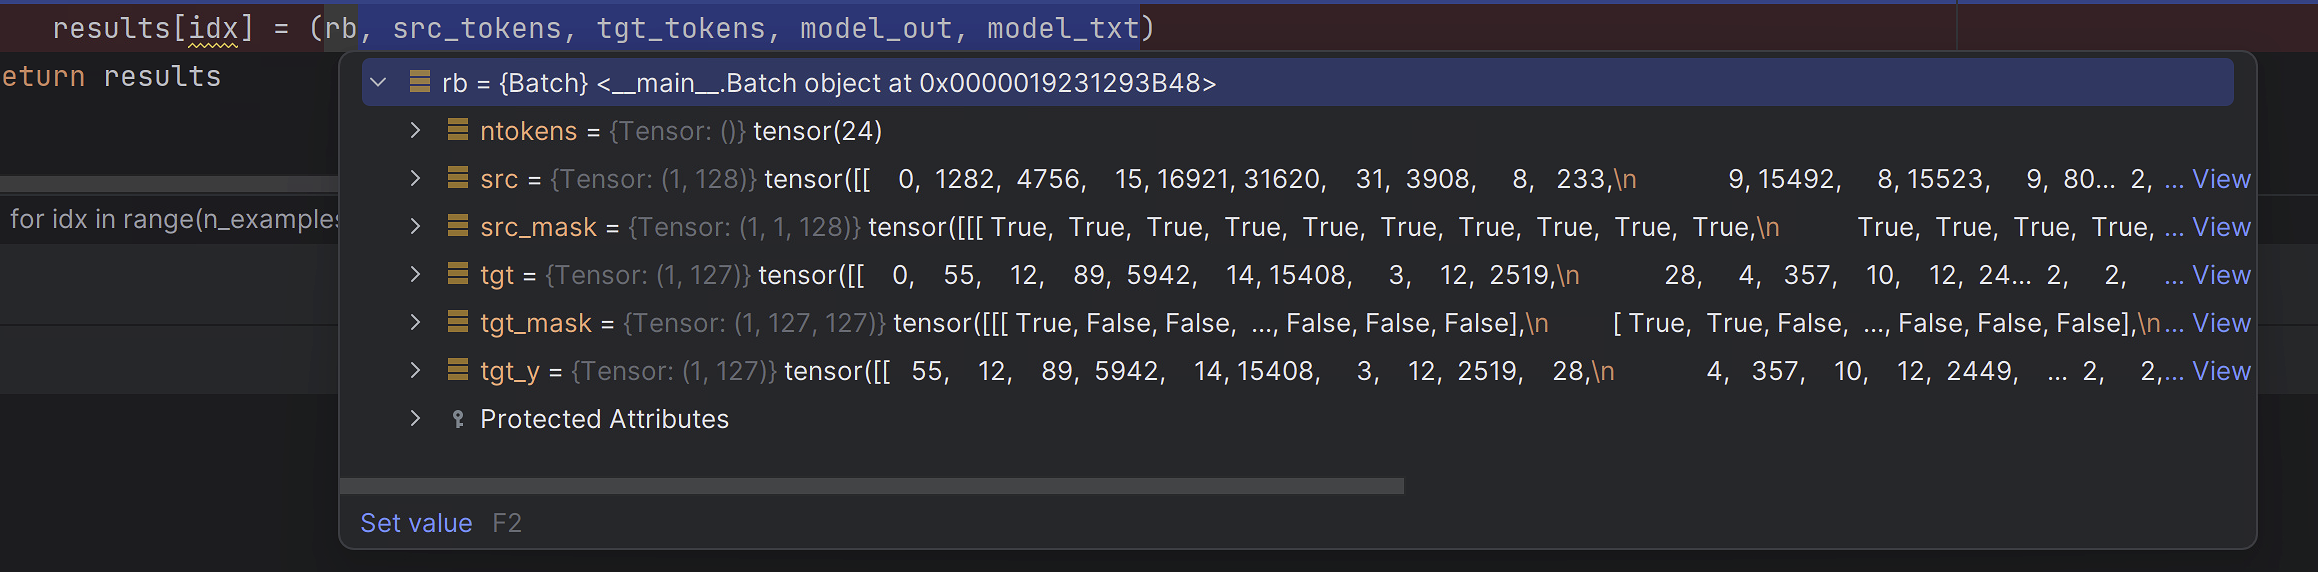 results[idx] = (rb, src_tokens, tgt_tokens, model_out, model_txt)
eturn results
rb = {Batch} <__main__.Batch object at 0x0000019231293B48>
ntokens = {Tensor: ()} tensor(24)
src = {Tensor: (1, 128)} tensor([[ 0, 1282, 4756, 15, 16921, 31620, 31, 3908, 8, 233,\n 9, 15492, 8, 15523, 9, 80... 2, ... View
for idx in range(n_examples
src_mask = {Tensor: (1, 1, 128)} tensor([[[ True, True, True, True, True, True, True, True, True, True,\n True, True, True, True, ... View
tgt = {Tensor: (1, 127)} tensor([[ 0, 55, 12, 89, 5942, 14, 15408, 3, 12, 2519,\n 28, 4, 357, 10, 12, 24... 2, 2, ... View
tgt_mask = {Tensor: (1, 127, 127)} tensor([[[ True, False, False, ..., False, False, False],\n [ True, True, False, ..., False, False, False],\n... View
tgt_y = {Tensor: (1, 127)} tensor([[ 55, 12, 89, 5942, 14, 15408, 3, 12, 2519, 28,\n 4, 357, 10, 12, 2449, ... 2, 2,... View
Protected Attributes
Set value F2